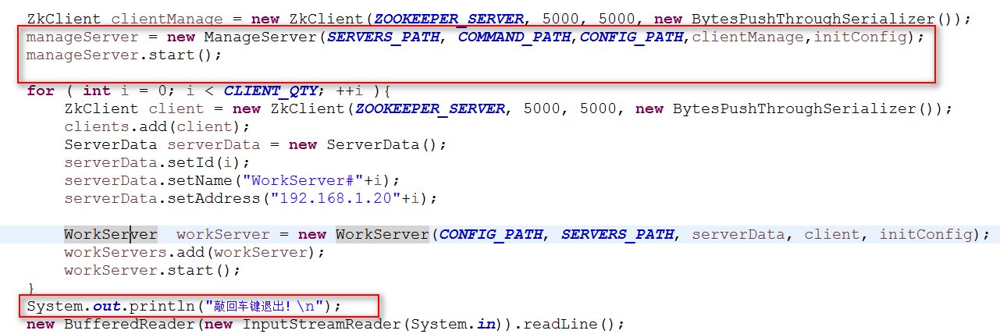 ZkClient clientManage = new ZkClient(ZOOKEEPER_SERVER, 5000, 5000, new BytesPushThroughSerializer());
manageServer = new ManageServer(SERVERS_PATH, COMMAND_PATH,CONFIG_PATH,clientManage,initConfig);
manageServer.start();
for ( int i = 0; i < CLIENT_QTY; ++i ){
ZkClient client = new ZkClient(ZOOKEEPER_SERVER, 5000, 5000, new BytesPushThroughSerializer());
clients.add(client);
ServerData serverData = new ServerData();
serverData.setId(i);
serverData.setName("WorkServer#"+i);
serverData.setAddress("192.168.1.20"+i);
WorkServer  workServer = new WorkServer(CONFIG_PATH, SERVERS_PATH, serverData, client, initConfig);
workServers.add(workServer);
workServer.start();
}
System.out.println("敲回车键退出！\n");
new BufferedReader(new InputStreamReader(System.in)).readLine();